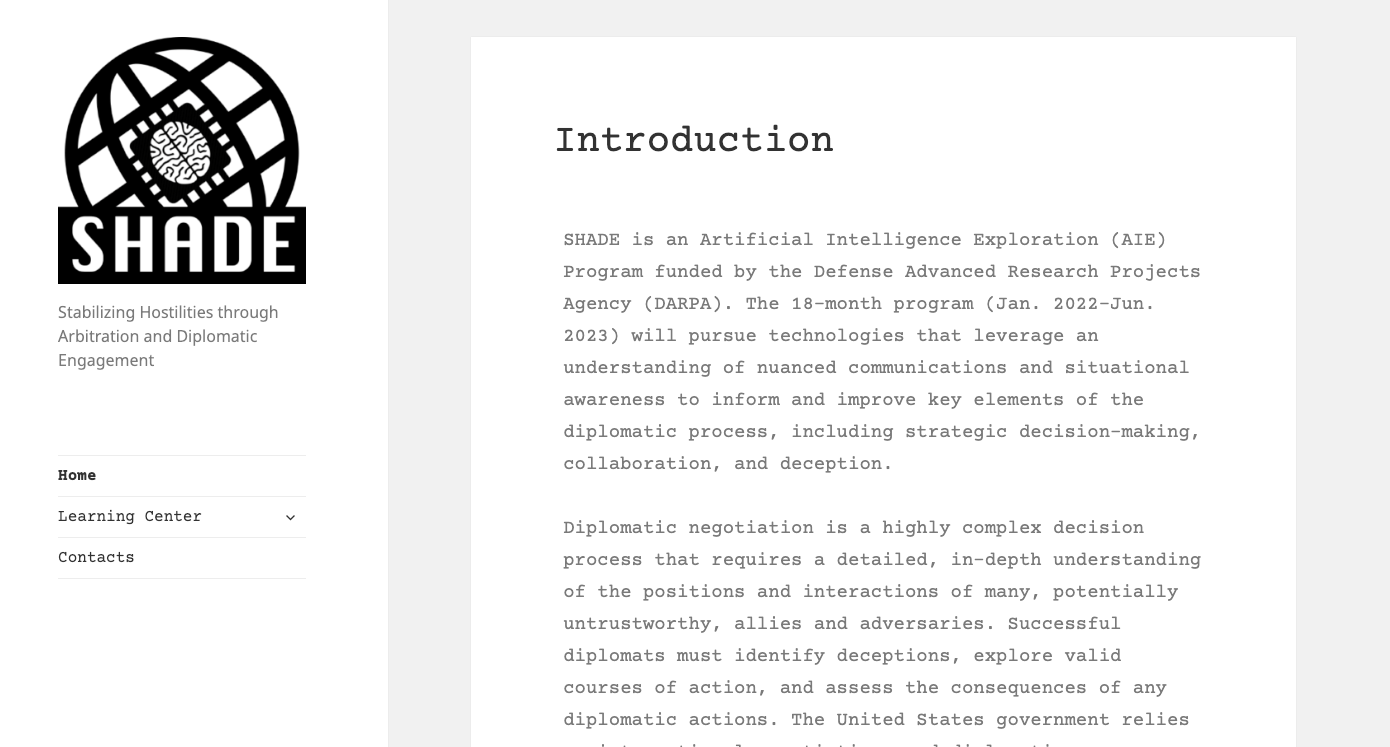 SHADE
Stabilizing Hostilities through
Arbitration and Diplomatic
Engagement
Home
Learning Center
Contacts
Introduction
SHADE is an Artificial Intelligence Exploration (AIE)
Program funded by the Defense Advanced Research Projects
Agency (DARPA). The 18-month program (Jan. 2022-Jun.
2023) will pursue technologies that leverage an
understanding of nuanced communications and situational
awareness to inform and improve key elements of the
diplomatic process, including strategic decision-making,
collaboration, and deception.
Diplomatic negotiation is a highly complex decision
process that requires a detailed, in-depth understanding
of the positions and interactions of many, potentially
untrustworthy, allies and adversaries. Successful
diplomats must identify deceptions, explore valid
courses of action, and assess the consequences of any
diplomatic actions. The United States government relies